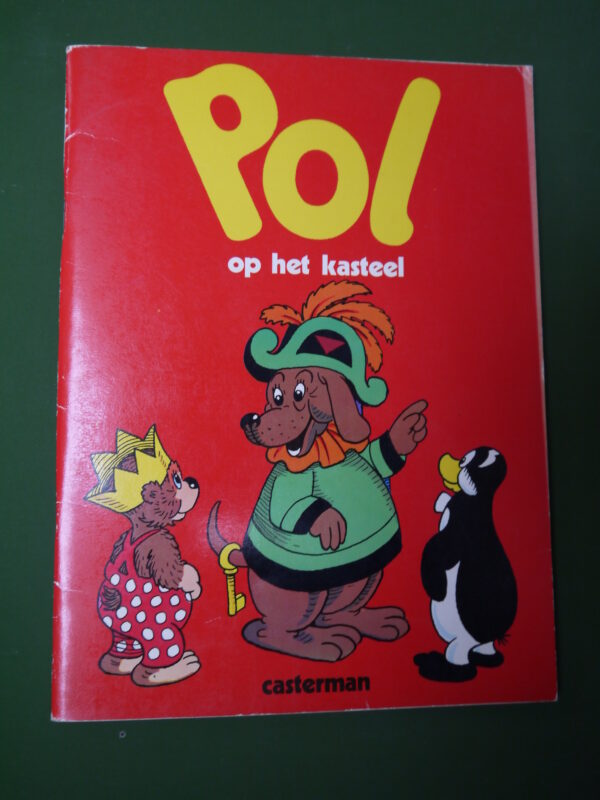 Pol
op het kasteel
casterman